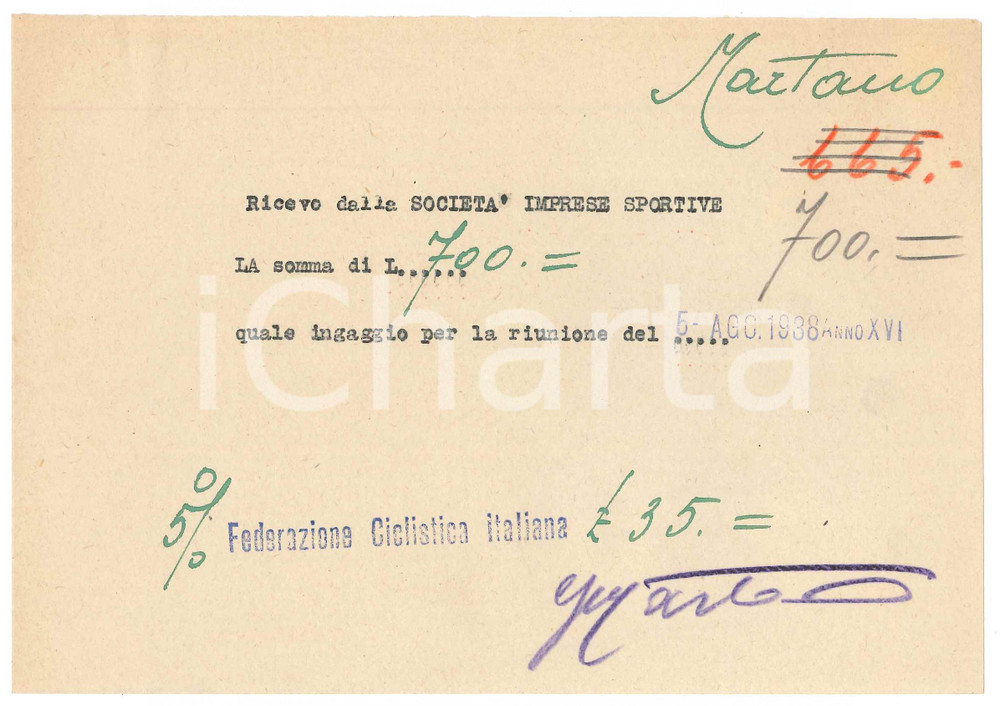 Martano
665.-
Ricevo dalla SOCIETA' IMPRESE SPORTIVE
700.=
LA somma di L...... 700.=
quale ingaggio per la riunione del ..... 5- AGO.1938 ANNO XVI
iCharta
5% Federazione Ciclistica italiana £ 35.=